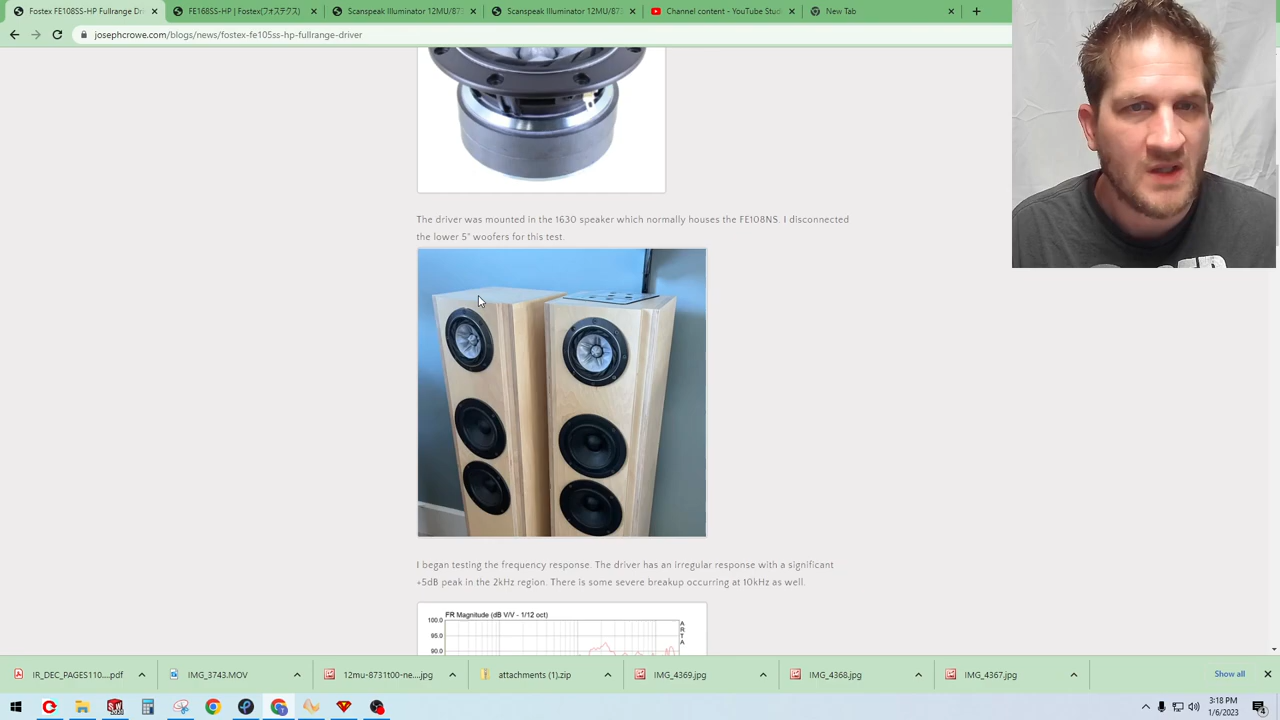 Fostex FE108SS-HP Fullrange Dr
FE168SS-HP | Fostex(フォステクス)
Scanspeak Illuminator 12MU/87
Scanspeak Illuminator 12MU/87
Channel content - YouTube Stud
New Tab
josephcrowe.com/blogs/news/fostex-fe105ss-hp-fullrange-driver
The driver was mounted in the 1630 speaker which normally houses the FE108NS. I disconnected
the lower 5" woofers for this test.
I began testing the frequency response. The driver has an irregular response with a significant
+5dB peak in the 2kHz region. There is some severe breakup occurring at 10kHz as well.
FR Magnitude (dB V/V - 1/12 oct)
100.0
95.0
90.0
A
R
T
A
IR_DEC_PAGES110....pdf
IMG_3743.MOV
12mu-8731t00-ne....jpg
attachments (1).zip
IMG_4369.jpg
IMG_4368.jpg
IMG_4367.jpg
Show all
3:18 PM
1/6/2023
4